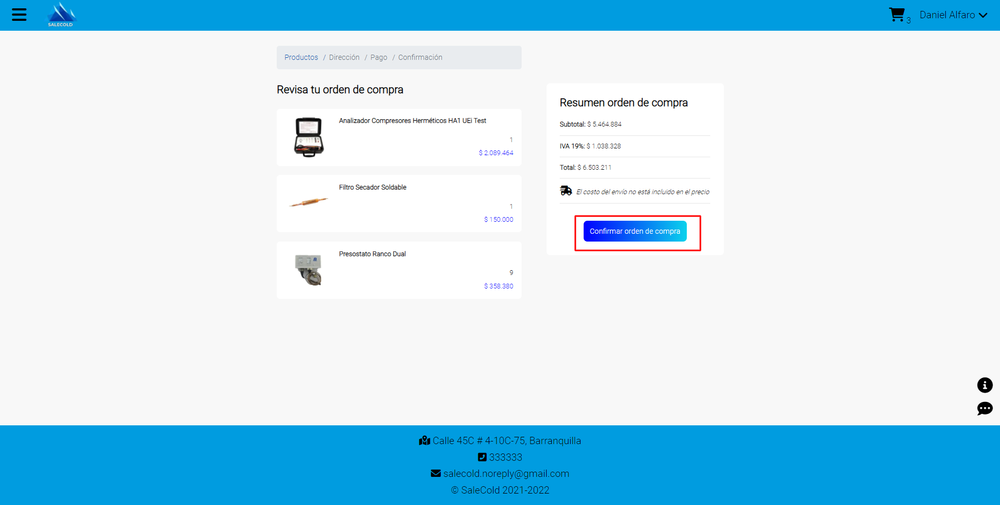 SALECOLD
3
Daniel Alfaro
Productos / Dirección / Pago / Confirmación
Revisa tu orden de compra
Analizador Compresores Herméticos HA1 UEi Test
1
$ 2.089.464
Filtro Secador Soldable
1
$ 150.000
Presostato Ranco Dual
9
$ 358.380
Resumen orden de compra
Subtotal: $ 5.464.884
IVA 19%: $ 1.038.328
Total: $ 6.503.211
El costo del envío no está incluido en el precio
Confirmar orden de compra
Calle 45C # 4-10C-75, Barranquilla
333333
salecold.noreply@gmail.com
© SaleCold 2021-2022